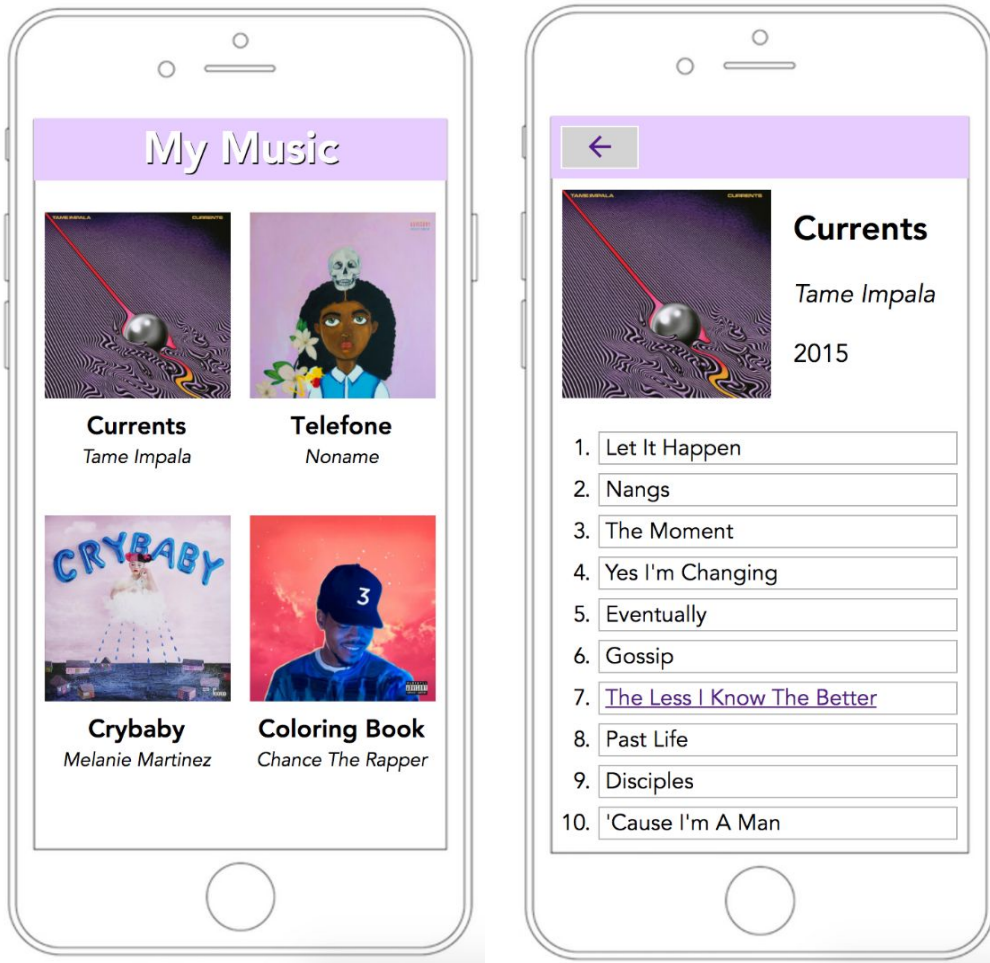 My Music
TAME IMPALA CURRENTS
Currents
Tame Impala
Telefone
Noname
CRYBABY
Crybaby
Melanie Martinez
3
Coloring Book
Chance The Rapper
←
TAME IMPALA CURRENTS
Currents
Tame Impala
2015
1. Let It Happen
2. Nangs
3. The Moment
4. Yes I'm Changing
5. Eventually
6. Gossip
7. The Less I Know The Better
8. Past Life
9. Disciples
10. 'Cause I'm A Man